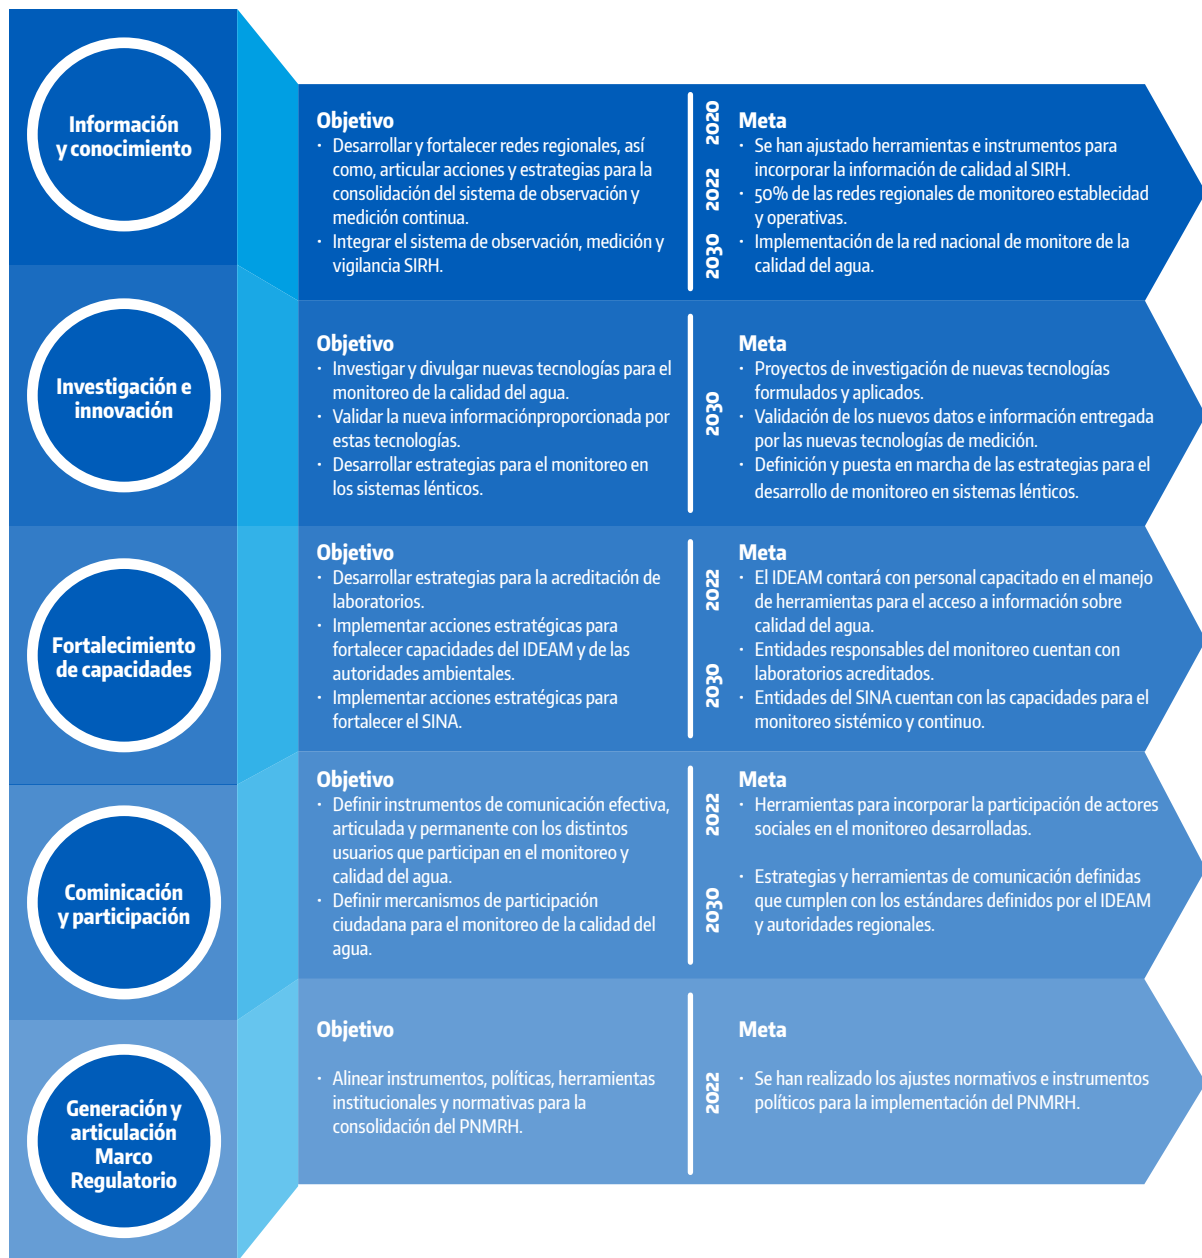 Información
y conocimiento
Objetivo
· Desarrollar y fortalecer redes regionales, así
como, articular acciones y estrategias para la
consolidación del sistema de observación y
medición continua.
· Integrar el sistema de observación, medición y
vigilancia SIRH.
2020
2022
2030
Meta
· Se han ajustado herramientas e instrumentos para
incorporar la información de calidad al SIRH.
· 50% de las redes regionales de monitoreo establecidad
y operativas.
· Implementación de la red nacional de monitore de la
calidad del agua.
Investigación e
innovación
Objetivo
· Investigar y divulgar nuevas tecnologías para el
monitoreo de la calidad del agua.
· Validar la nueva informaciónproporcionada por
estas tecnologías.
· Desarrollar estrategias para el monitoreo en
los sistemas lénticos.
2030
Meta
· Proyectos de investigación de nuevas tecnologías
formulados y aplicados.
· Validación de los nuevos datos e información entregada
por las nuevas tecnologías de medición.
· Definición y puesta en marcha de las estrategias para el
desarrollo de monitoreo en sistemas lénticos.
Fortalecimiento
de capacidades
Objetivo
· Desarrollar estrategias para la acreditación de
laboratorios.
· Implementar acciones estratégicas para
fortalecer capacidades del IDEAM y de las
autoridades ambientales.
· Implementar acciones estratégicas para
fortalecer el SINA.
2022
2030
Meta
· El IDEAM contará con personal capacitado en el manejo
de herramientas para el acceso a información sobre
calidad del agua.
· Entidades responsables del monitoreo cuentan con
laboratorios acreditados.
· Entidades del SINA cuentan con las capacidades para el
monitoreo sistémico y continuo.
Cominicación
y participación
Objetivo
· Definir instrumentos de comunicación efectiva,
articulada y permanente con los distintos
usuarios que participan en el monitoreo y
calidad del agua.
· Definir mecanismos de participación
ciudadana para el monitoreo de la calidad del
agua.
2022
2030
Meta
· Herramientas para incorporar la participación de actores
sociales en el monitoreo desarrolladas.
· Estrategias y herramientas de comunicación definidas
que cumplen con los estándares definidos por el IDEAM
y autoridades regionales.
Generación y
articulación
Marco
Regulatorio
Objetivo
· Alinear instrumentos, políticas, herramientas
institucionales y normativas para la
consolidación del PNMRH.
2022
Meta
· Se han realizado los ajustes normativos e instrumentos
políticos para la implementación del PNMRH.